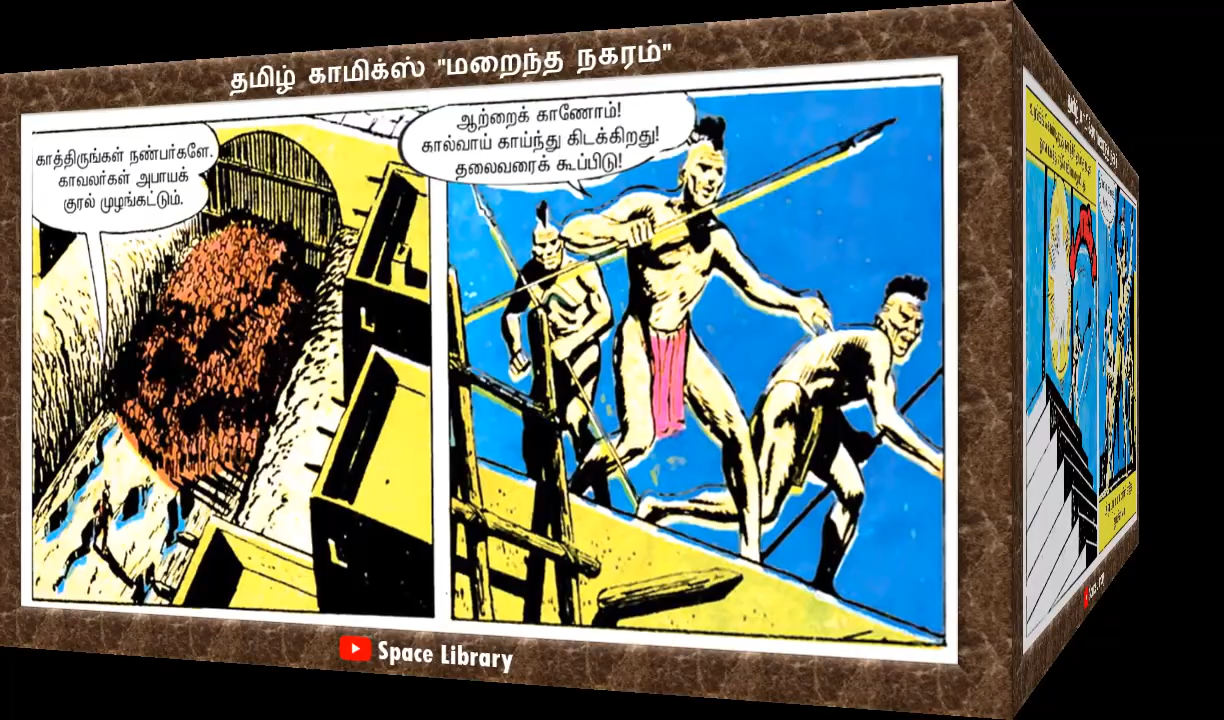 தமிழ் காமிக்ஸ் "மறைந்த நகரம்"
காத்திருங்கள் நண்பர்களே.
காவலர்கள் அபாயக்
குரல் முழங்கட்டும்.
ஆற்றைக் காணோம்!
கால்வாய் காய்ந்து கிடக்கிறது!
தலைவரைக் கூப்பிடு!
Space Library